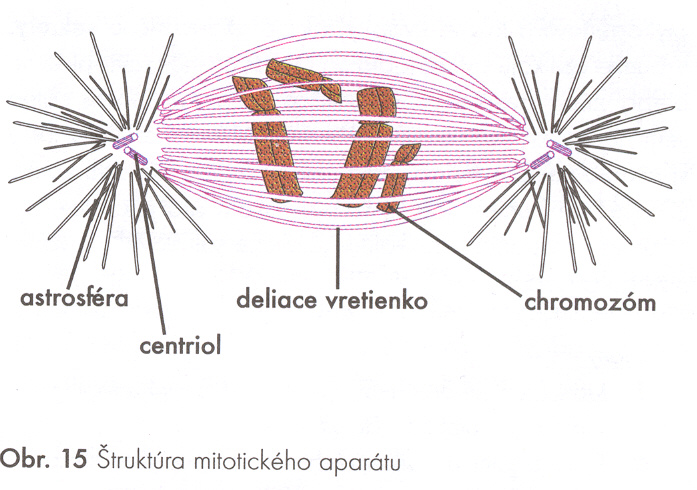 astrosféra
deliace vretienko
chromozóm
centriol
Obr. 15 Štruktúra mitotického aparátu